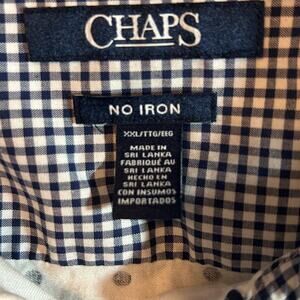 CHAPS
NO IRON
XXL/TTG/EEG
MADE IN
SRI LANKA
FABRIQUÉ AU
SRI LANKA
HECHO EN
SRI LANKA
CON INSUMOS
IMPORTADOS